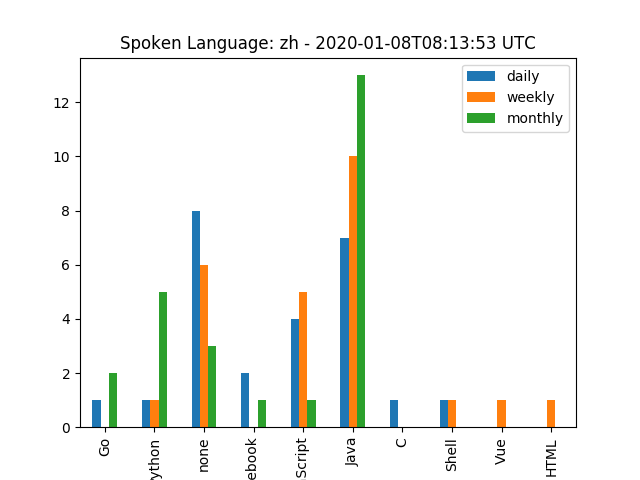 Spoken Language: zh - 2020-01-08T08:13:53 UTC
daily
weekly
monthly
12
10
8
6
4
2
0
Go
ython
none
ebook
Script
Java
C
Shell
Vue
HTML